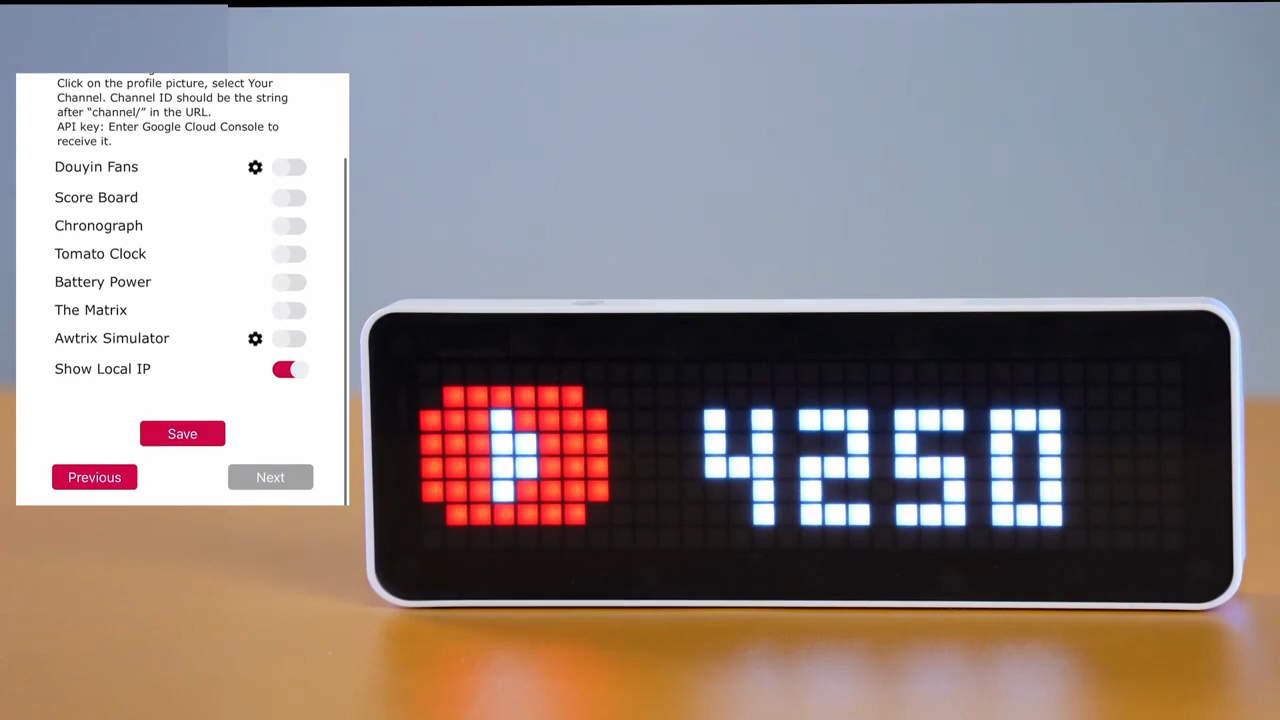 Click on the profile picture, select Your
Channel. Channel ID should be the string
after “channel/” in the URL.
API key: Enter Google Cloud Console to
receive it.
Douyin Fans
Score Board
Chronograph
Tomato Clock
Battery Power
The Matrix
Awtrix Simulator
Show Local IP
Save
Previous
Next
4250